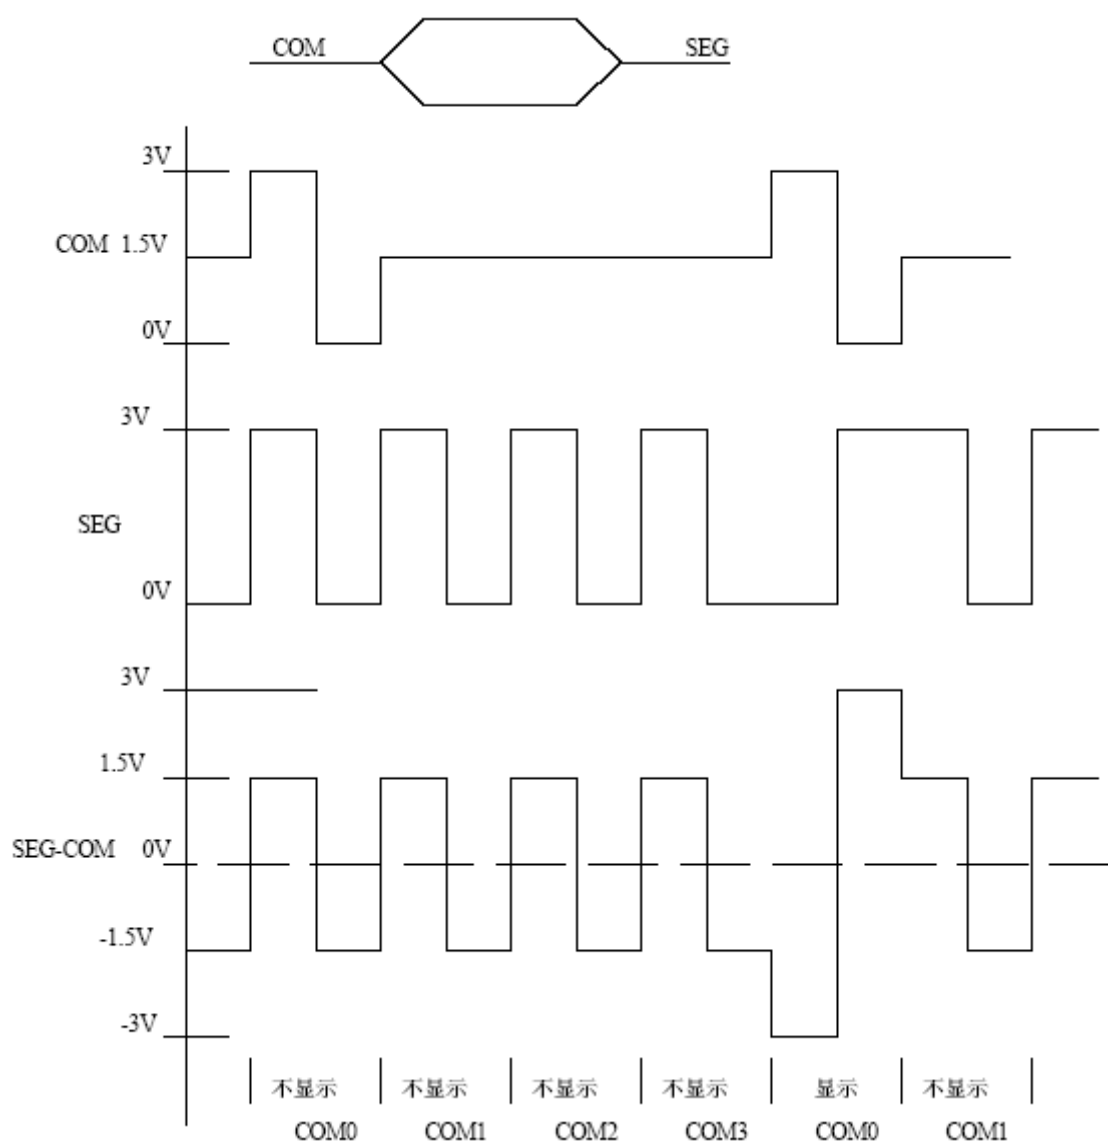 COM SEG
3V
COM 1.5V
0V
3V
SEG
0V
3V
1.5V
SEG-COM 0V
-1.5V
-3V
不显示 不显示 不显示 不显示 显示 不显示
COM0 COM1 COM2 COM3 COM0 COM1